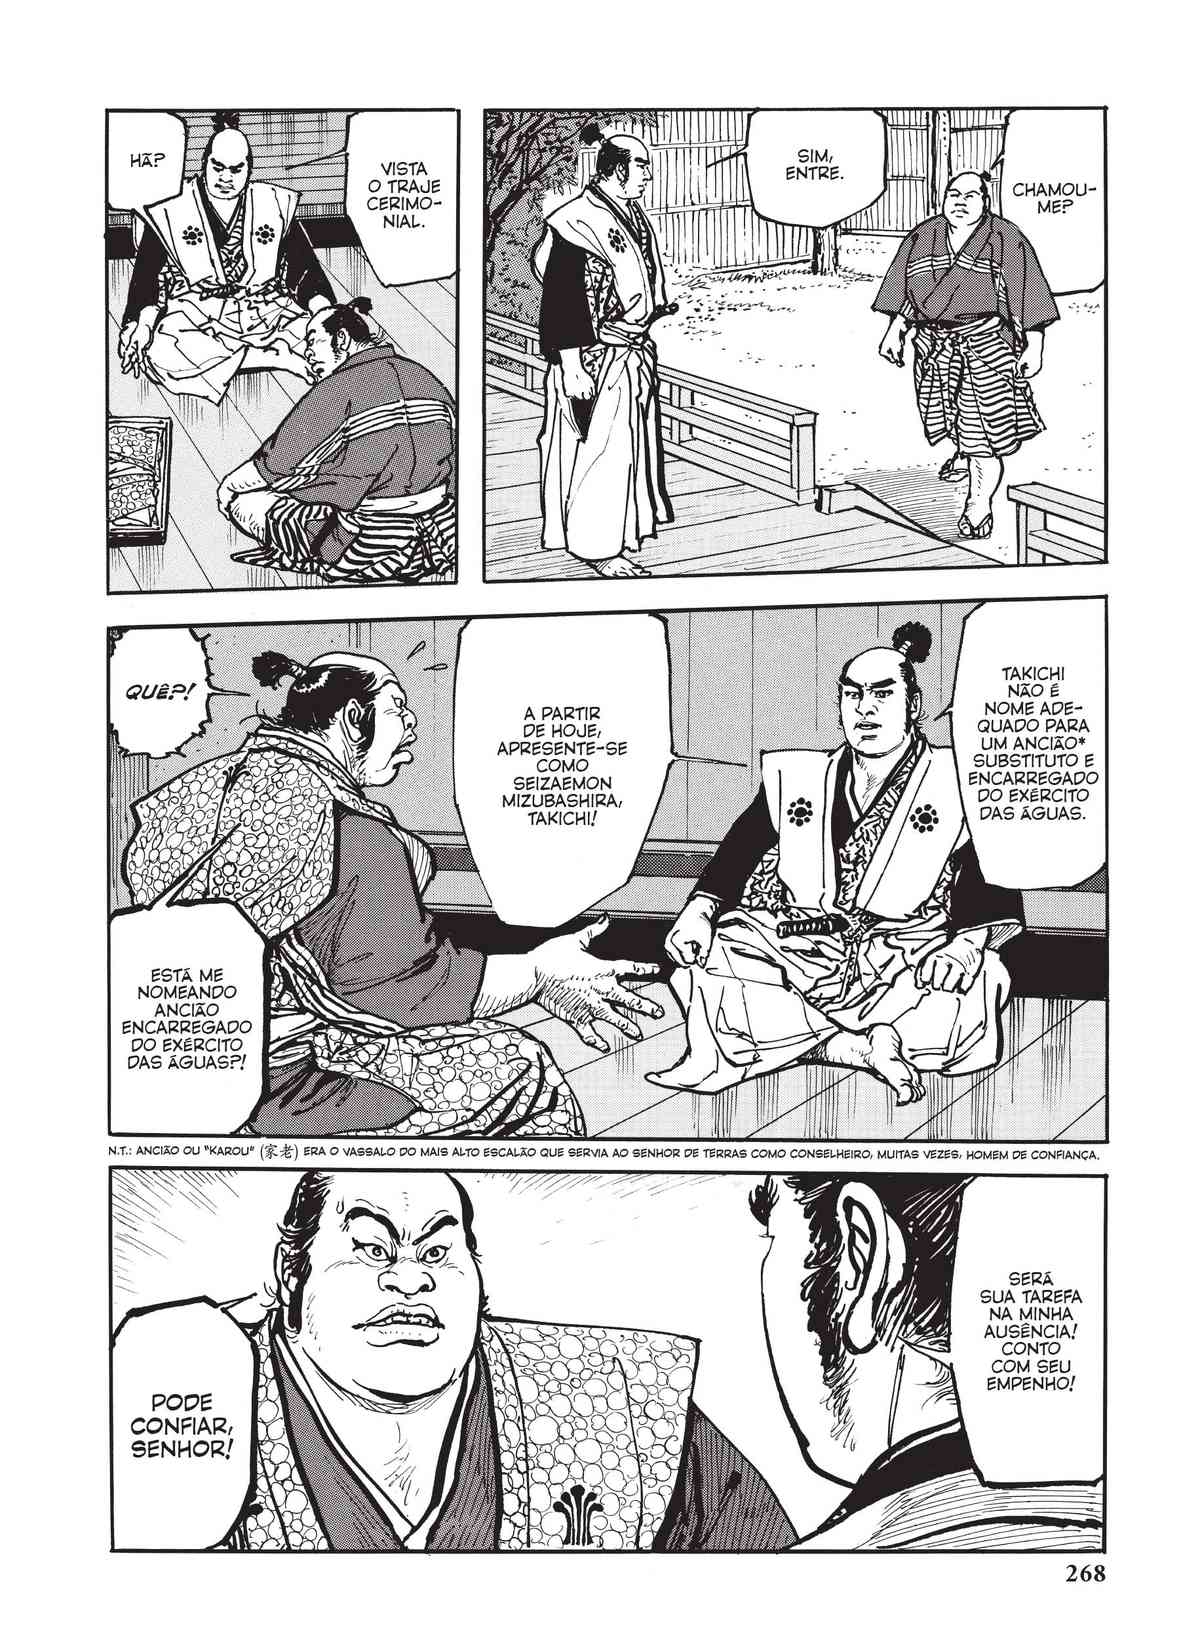 CHAMOU-
ME?
SIM,
ENTRE.
VISTA
O TRAJE
CERIMO-
NIAL.
HÃ?
TAKICHI
NÃO É
NOME ADE-
QUADO PARA
UM ANCIÃO*
SUBSTITUTO E
ENCARREGADO
DO EXÉRCITO
DAS ÁGUAS.
A PARTIR
DE HOJE,
APRESENTE-SE
COMO
SEIZAEMON
MIZUBASHIRA,
TAKICHI!
QUÊ?!
ESTÁ ME
NOMEANDO
ANCIÃO
ENCARREGADO
DO EXÉRCITO
DAS ÁGUAS?!
N.T.: ANCIÃO OU "KAROU" (家老) ERA O VASSALO DO MAIS ALTO ESCALÃO QUE SERVIA AO SENHOR DE TERRAS COMO CONSELHEIRO, MUITAS VEZES, HOMEM DE CONFIANÇA.
SERÁ
SUA TAREFA
NA MINHA
AUSÊNCIA!
CONTO
COM SEU
EMPENHO!
PODE
CONFIAR,
SENHOR!
268